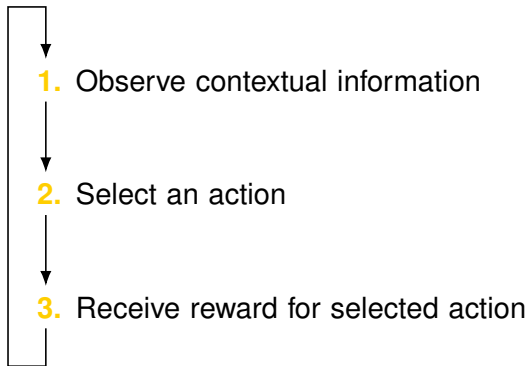 1. Observe contextual information
2. Select an action
3. Receive reward for selected action